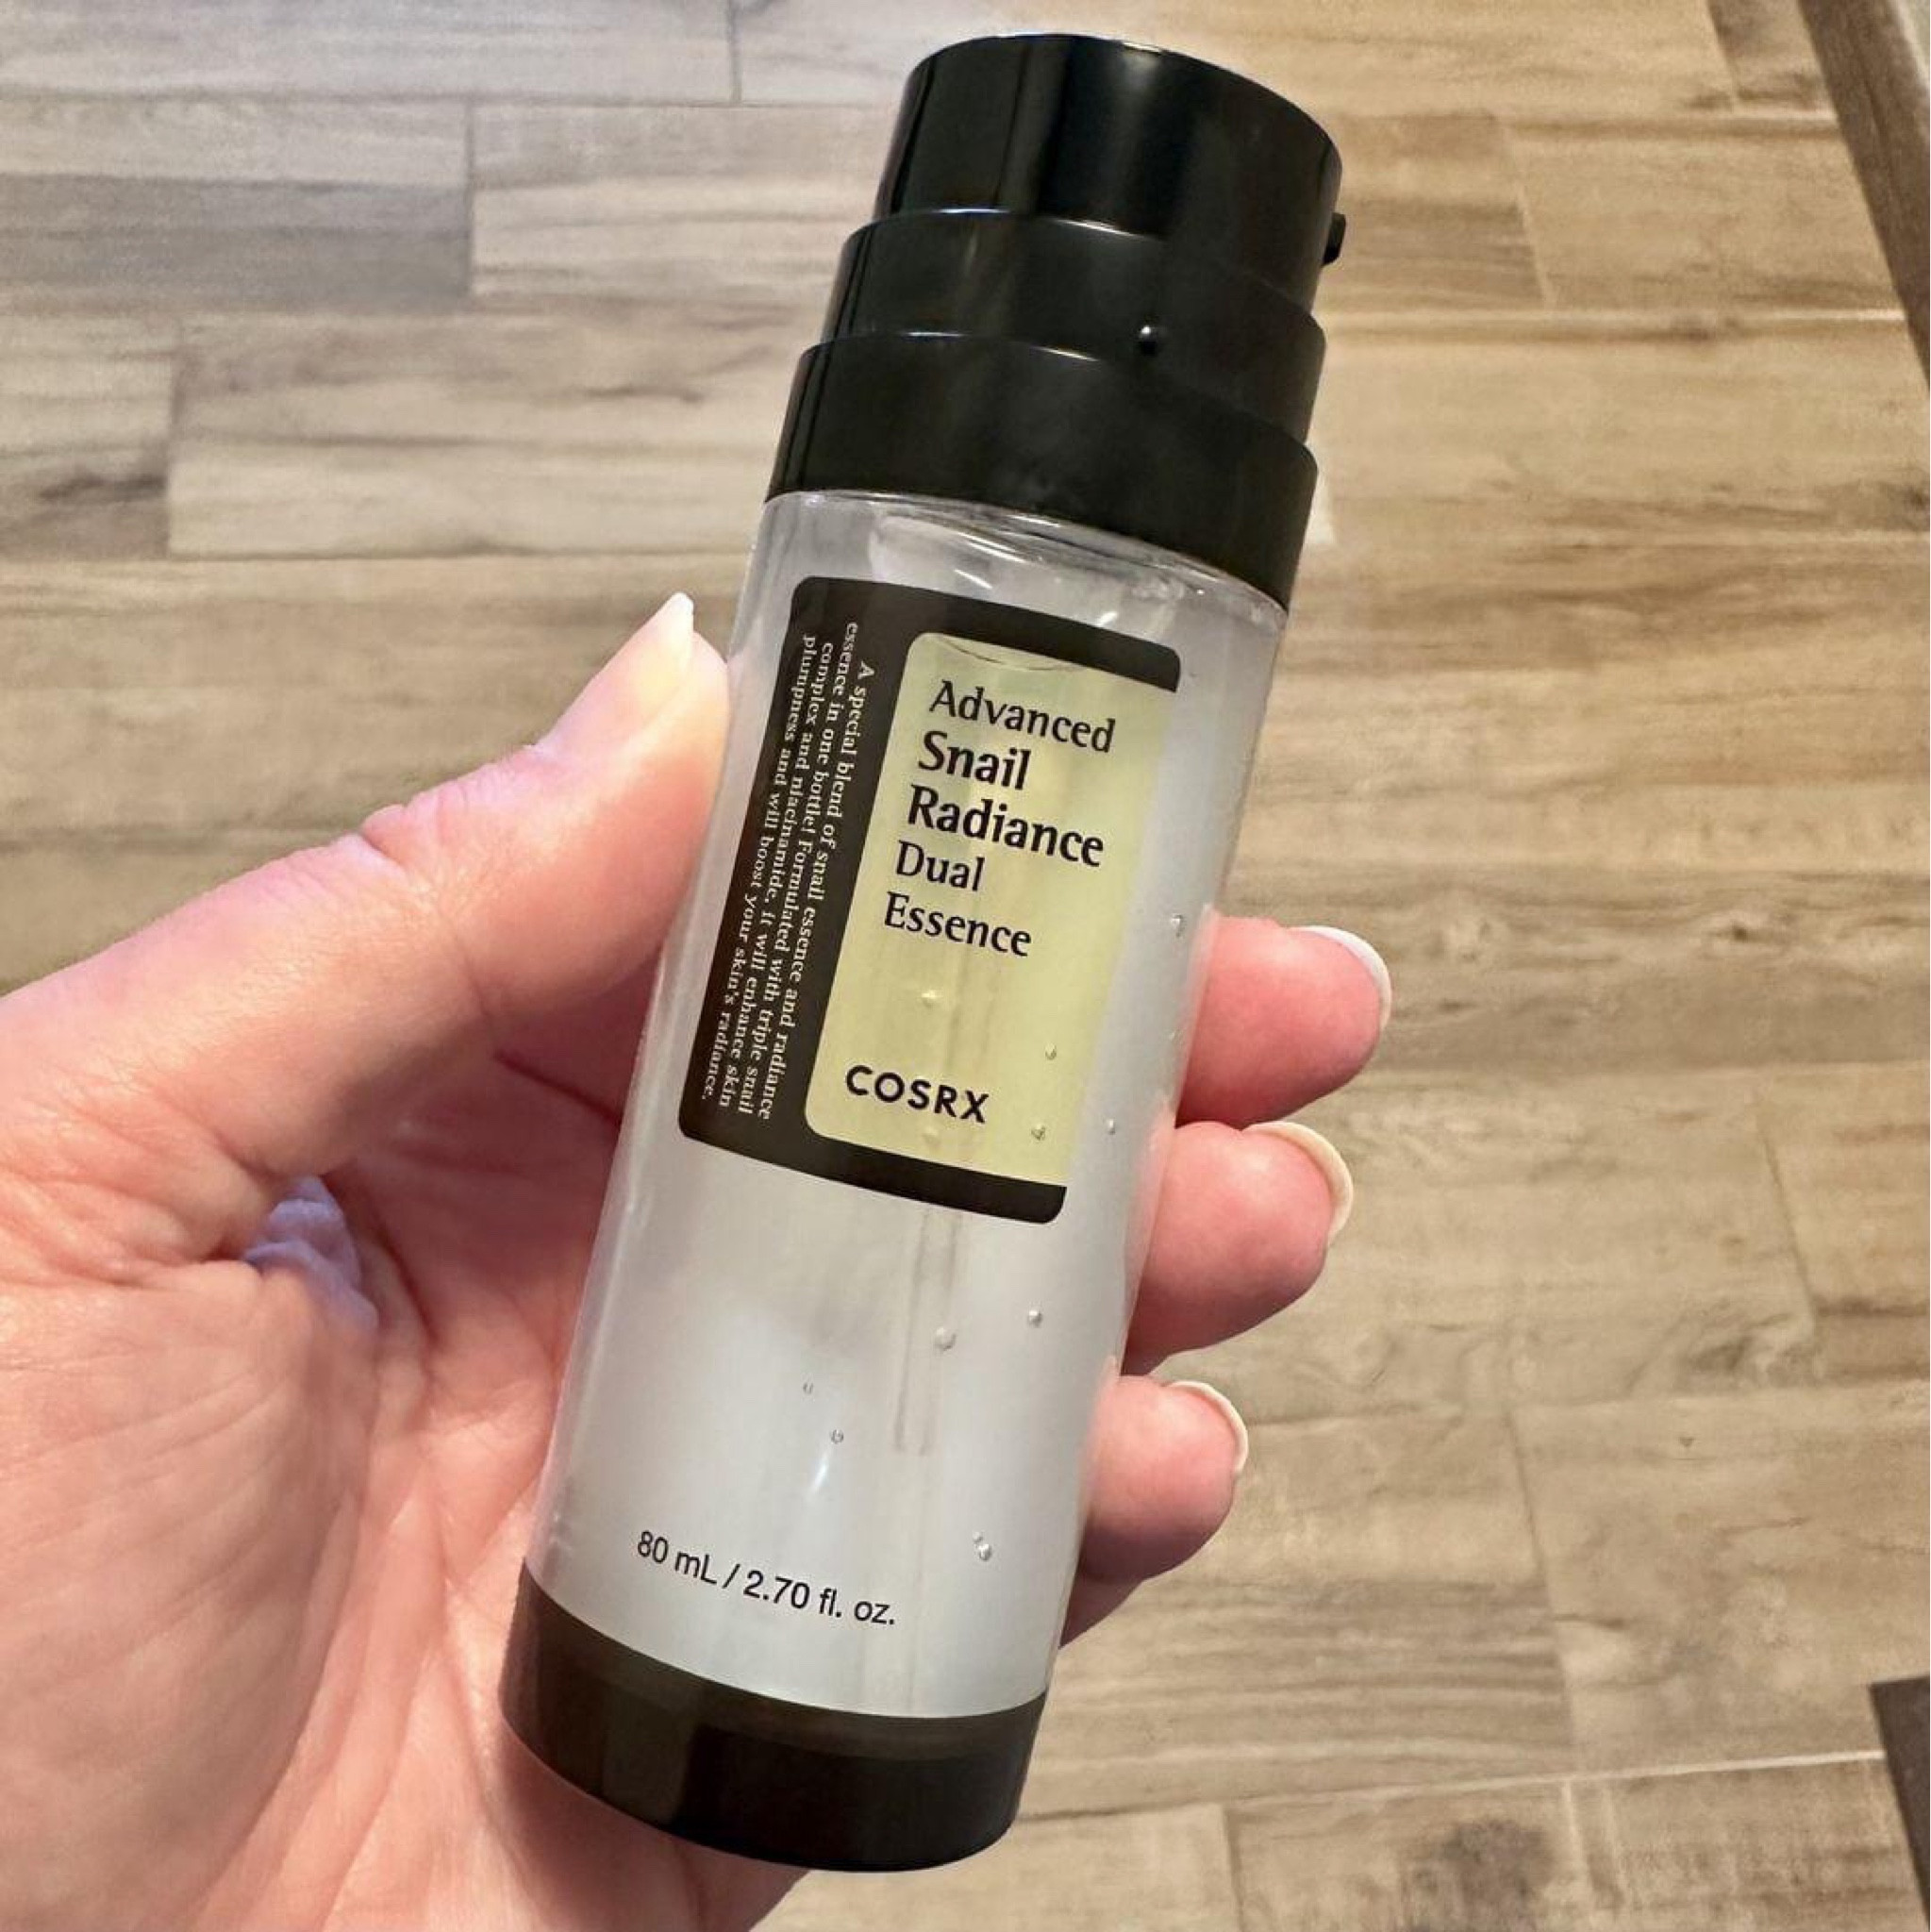 Advanced
Snail
Radiance
Dual
Essence
COSRX
A special blend of snail essence and radiance
essence in one bottle! Formulated with triple snail
complex and niacinamide, it will enhance skin
plumpness and will boost your skin's radiance.
80 mL / 2.70 fl. oz.